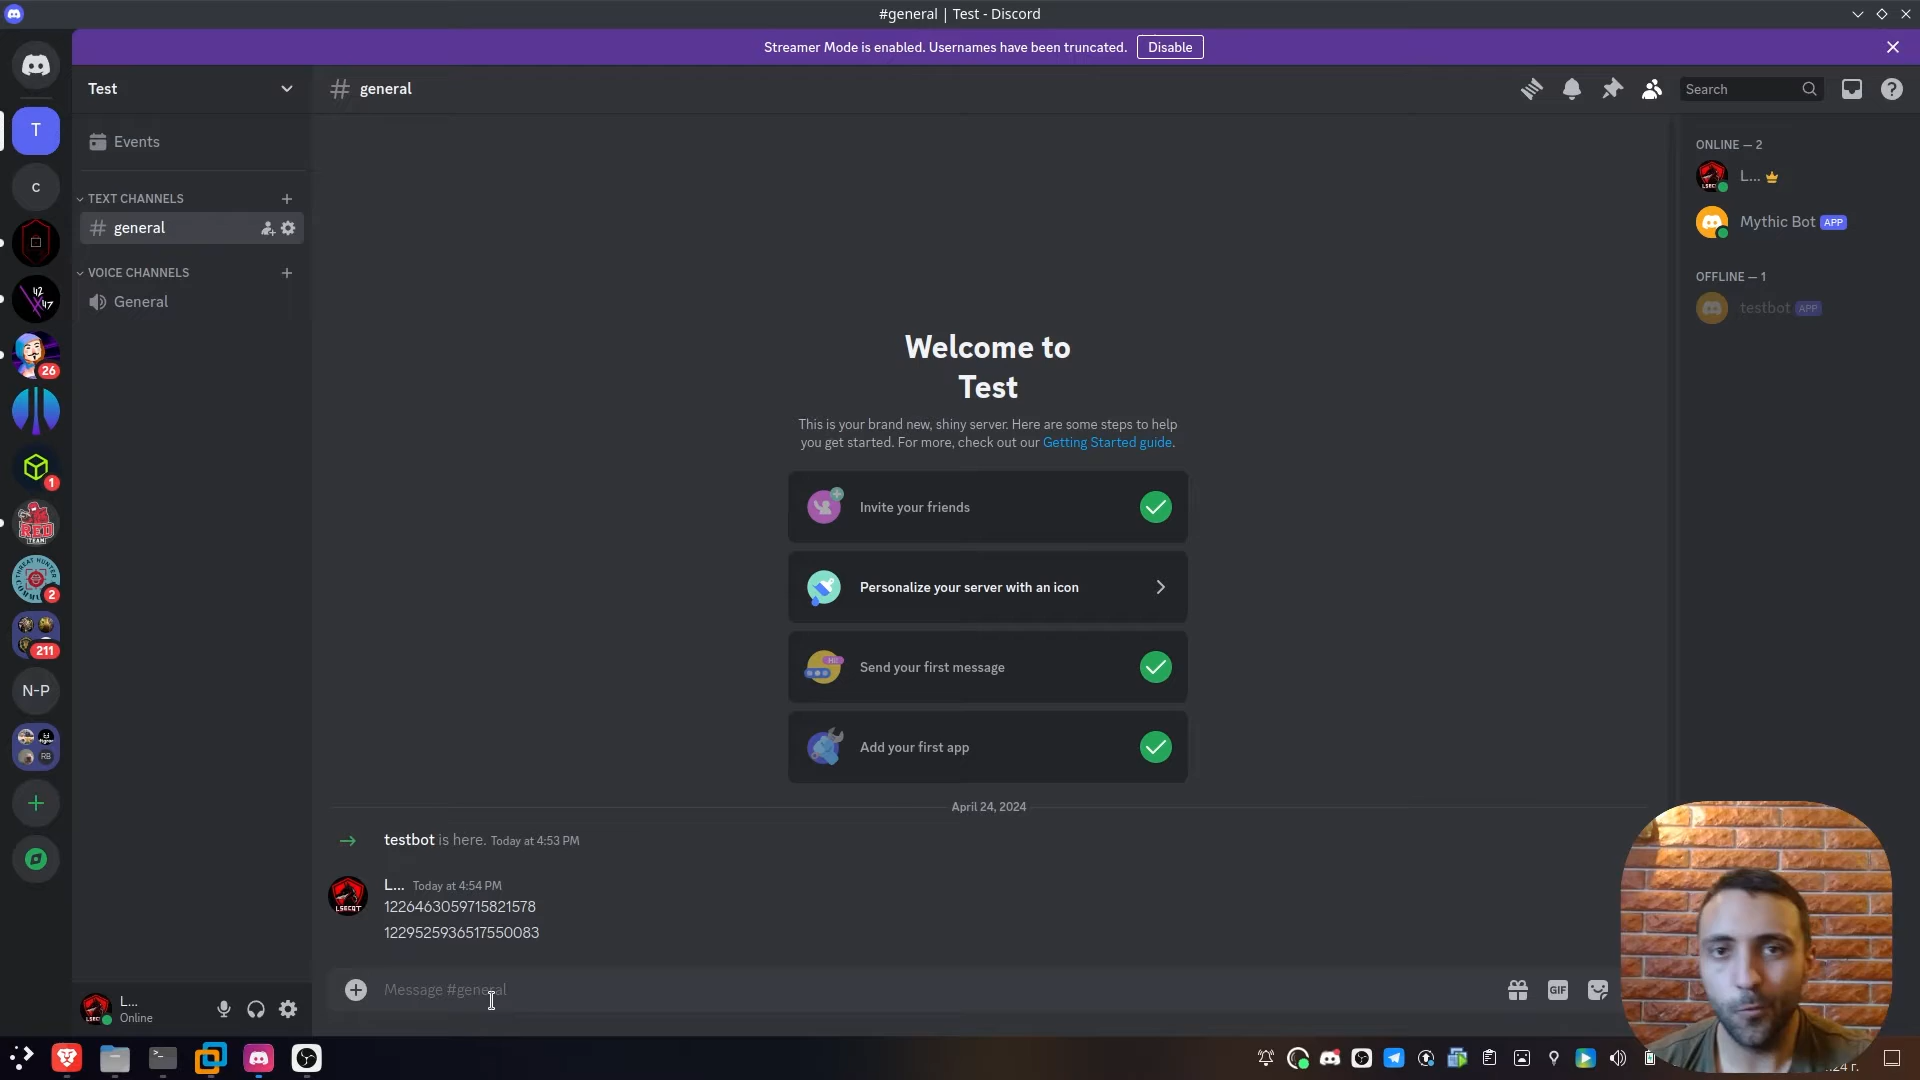 #general | Test - Discord
Streamer Mode is enabled. Usernames have been truncated. Disable
Test
general
Search
Events
TEXT CHANNELS
general
VOICE CHANNELS
General
T
C
42
47
26
1
RED
TEAM
2
211
N-P
RB
Welcome to
Test
This is your brand new, shiny server. Here are some steps to help
you get started. For more, check out our Getting Started guide.
Invite your friends
Personalize your server with an icon
Send your first message
Add your first app
April 24, 2024
testbot is here. Today at 4:53 PM
L... Today at 4:54 PM
1226463059715821578
1229525936517550083
Message #general
GIF
ONLINE — 2
L...
Mythic Bot APP
OFFLINE — 1
testbot APP
L...
Online